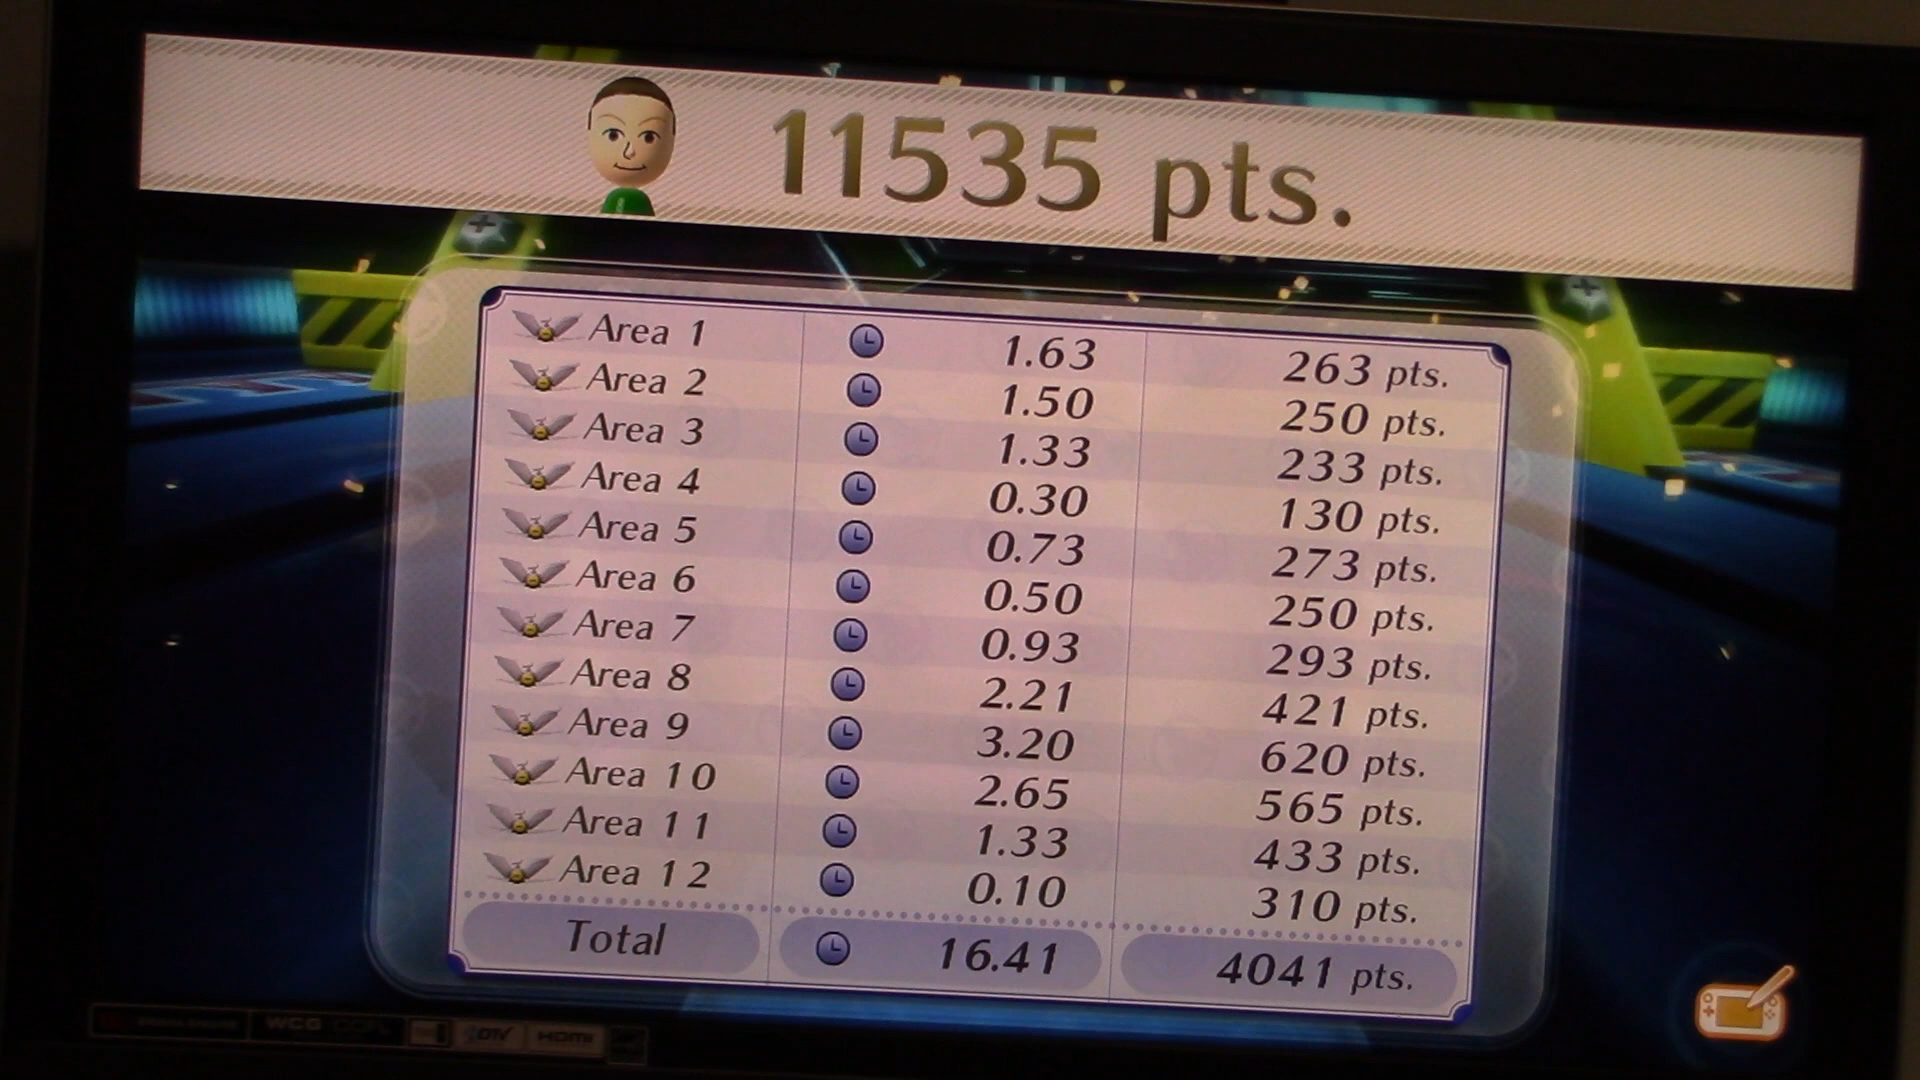 11535 pts.
Area 1 1.63 263 pts.
Area 2 1.50 250 pts.
Area 3 1.33 233 pts.
Area 4 0.30 130 pts.
Area 5 0.73 273 pts.
Area 6 0.50 250 pts.
Area 7 0.93 293 pts.
Area 8 2.21 421 pts.
Area 9 3.20 620 pts.
Area 10 2.65 565 pts.
Area 11 1.33 433 pts.
Area 12 0.10 310 pts.
Total 16.41 4041 pts.
WCG CCFL DTV HDMI